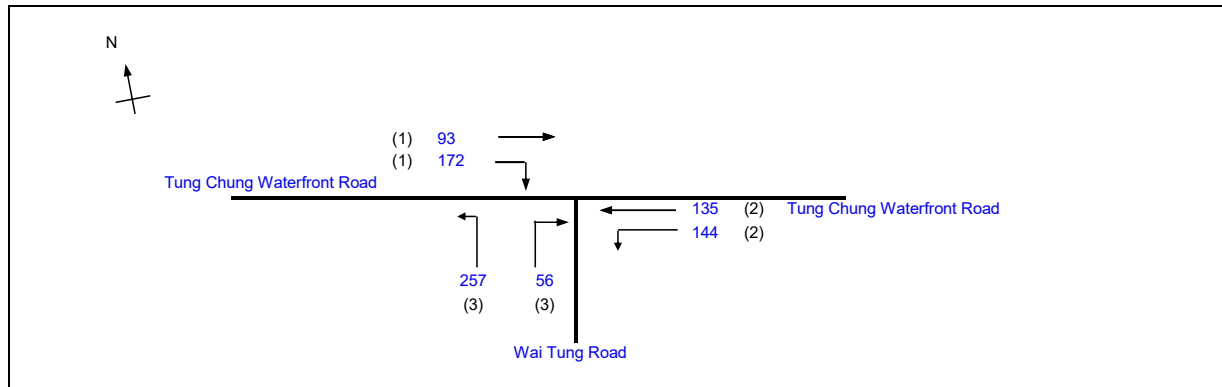 N
(1) 93
(1) 172
Tung Chung Waterfront Road
135 (2) Tung Chung Waterfront Road
144 (2)
257 56
(3) (3)
Wai Tung Road